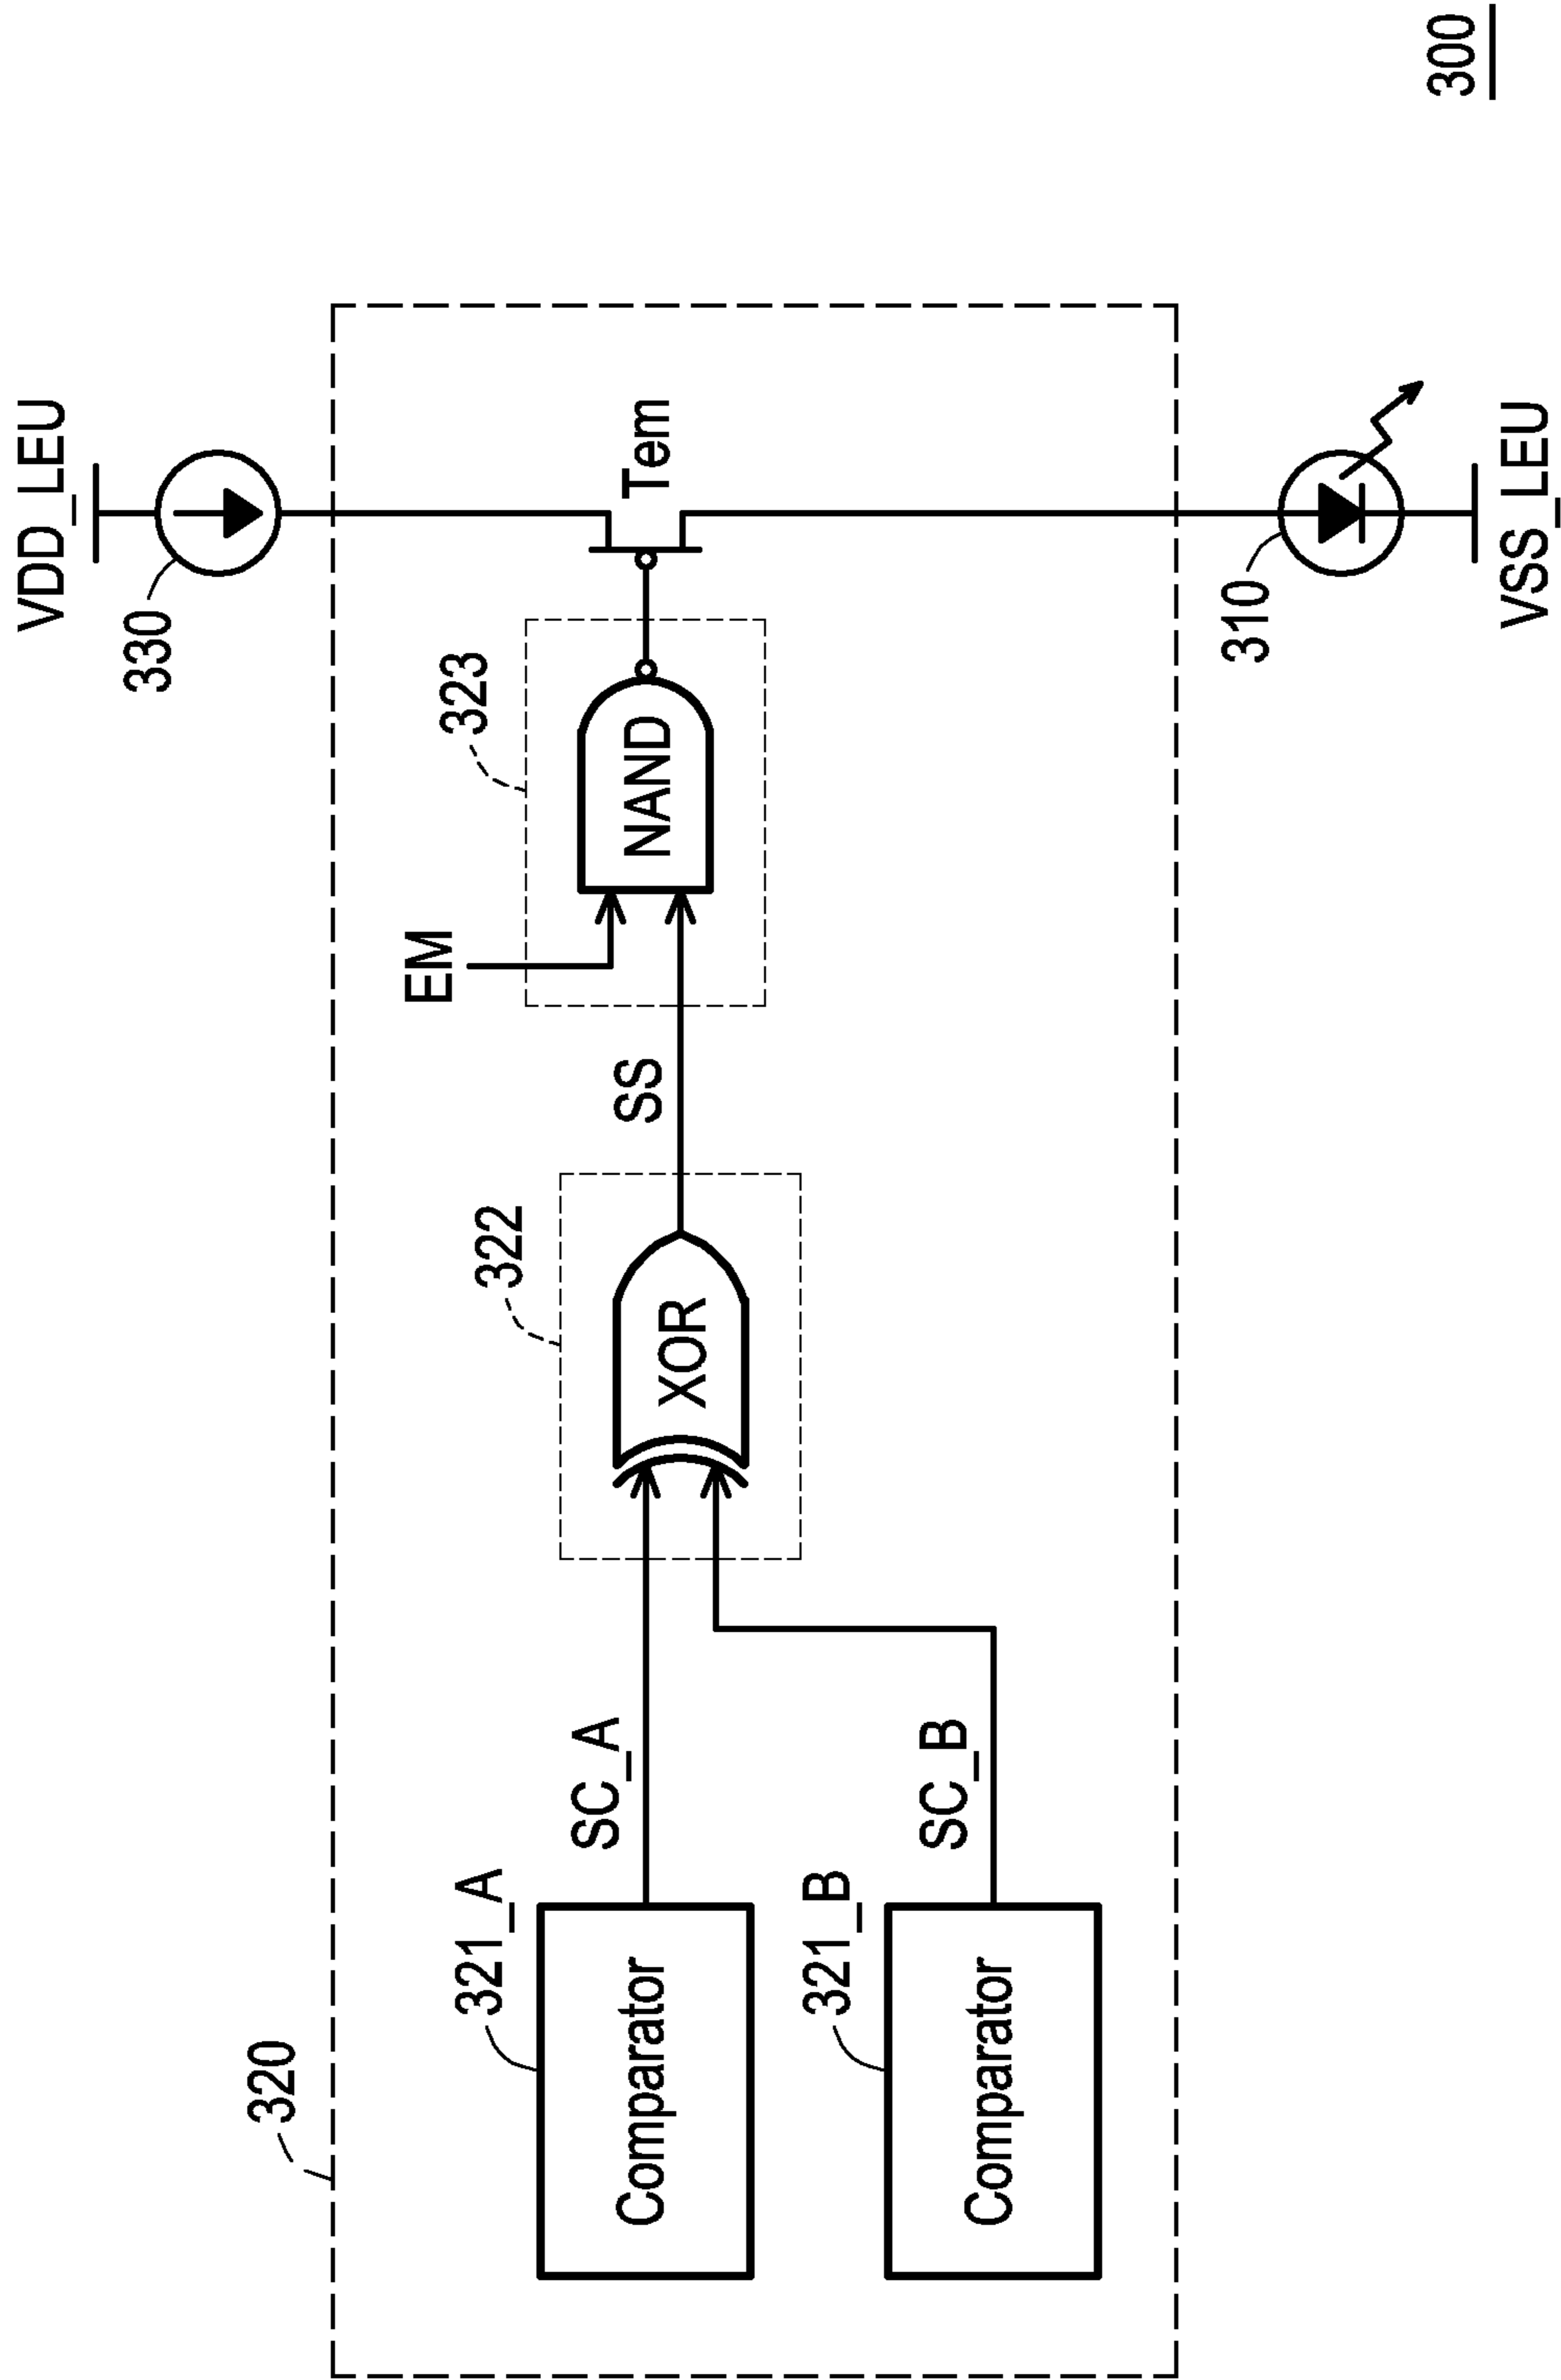 VDD_LEU
330
320
323
EM
322
Tem
321_A
SC_A
SS
NAND
Comparator
XOR
321_B
SC_B
Comparator
310
VSS_LEU
300